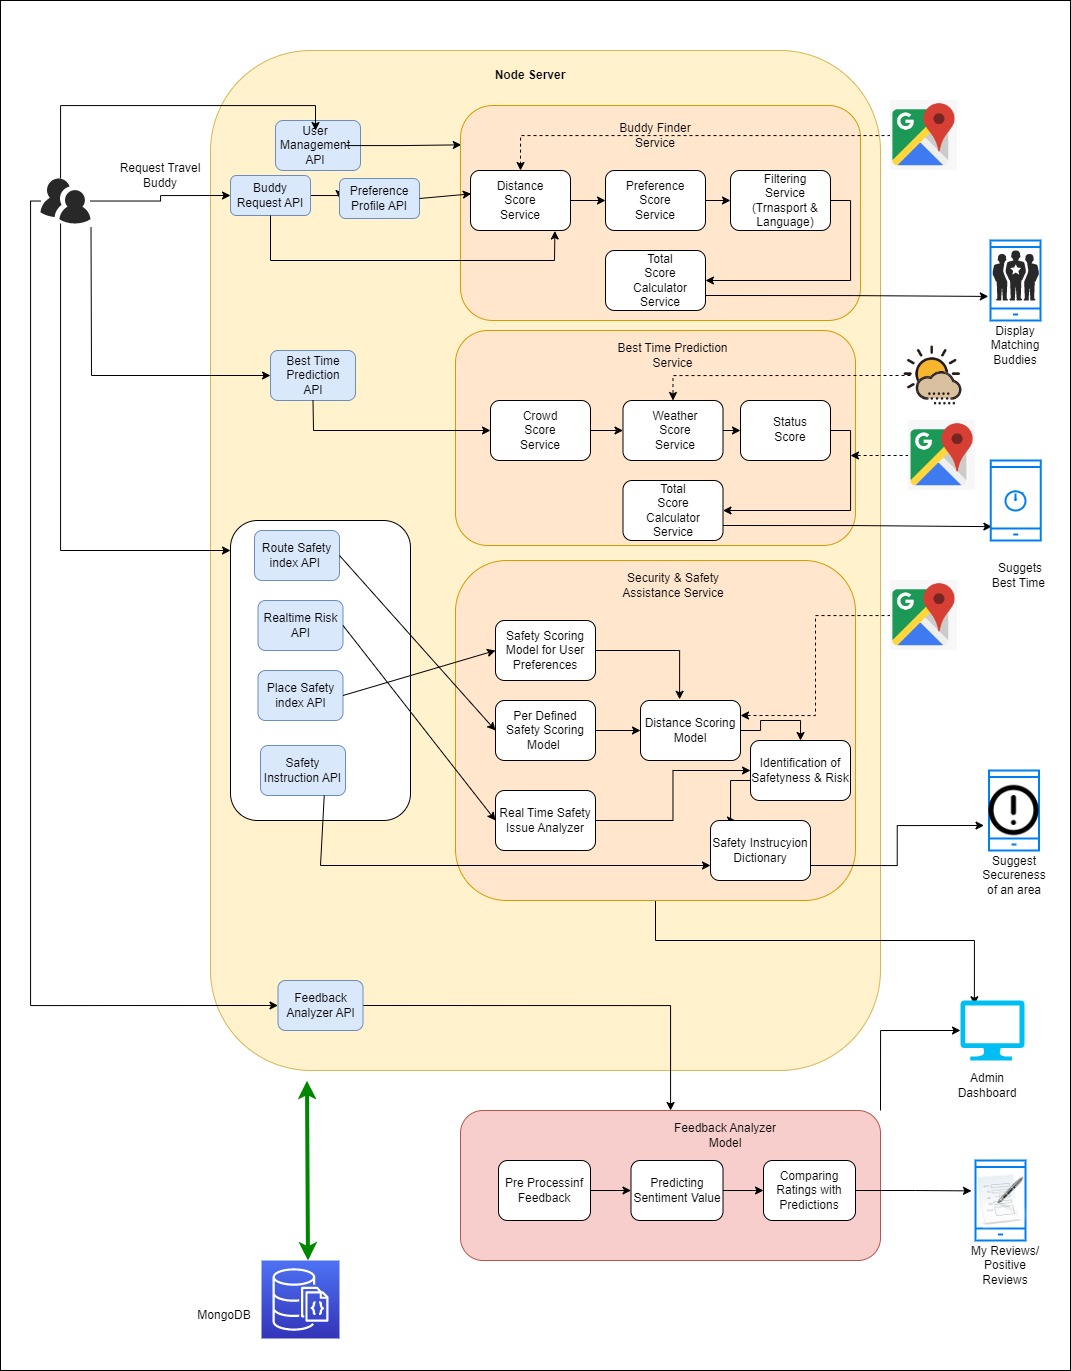 Node Server
User
Management
API
Request Travel
Buddy
Buddy
Request API
Preference
Profile API
Buddy Finder
Service
Distance
Score
Service
Preference
Score
Service
Filtering
Service
(Trnasport &
Language)
Total
Score
Calculator
Service
G
Display
Matching
Buddies
Best Time
Prediction
API
Best Time Prediction
Service
Crowd
Score
Service
Weather
Score
Service
Status
Score
Total
Score
Calculator
Service
G
Suggets
Best Time
Route Safety
index API
Realtime Risk
API
Place Safety
index API
Safety
Instruction API
Security & Safety
Assistance Service
Safety Scoring
Model for User
Preferences
Per Defined
Safety Scoring
Model
Distance Scoring
Model
Identification of
Safetyness & Risk
Real Time Safety
Issue Analyzer
Safety Instrucyion
Dictionary
G
Suggest
Secureness
of an area
Feedback
Analyzer API
Admin
Dashboard
Feedback Analyzer
Model
Pre Processinf
Feedback
Predicting
Sentiment Value
Comparing
Ratings with
Predictions
My Reviews/
Positive
Reviews
MongoDB